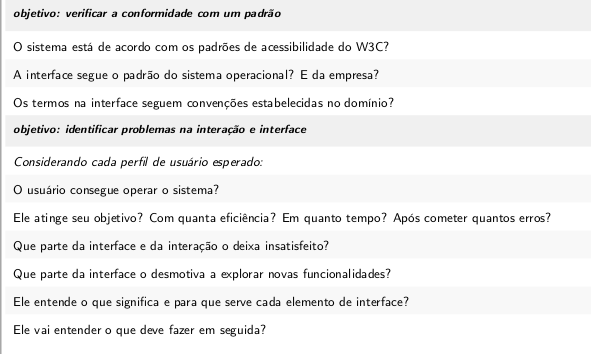 objetivo: verificar a conformidade com um padrão
O sistema está de acordo com os padrões de acessibilidade do W3C?
A interface segue o padrão do sistema operacional? E da empresa?
Os termos na interface seguem convenções estabelecidas no domínio?
objetivo: identificar problemas na interação e interface
Considerando cada perfil de usuário esperado:
O usuário consegue operar o sistema?
Ele atinge seu objetivo? Com quanta eficiência? Em quanto tempo? Após cometer quantos erros?
Que parte da interface e da interação o deixa insatisfeito?
Que parte da interface o desmotiva a explorar novas funcionalidades?
Ele entende o que significa e para que serve cada elemento de interface?
Ele vai entender o que deve fazer em seguida?